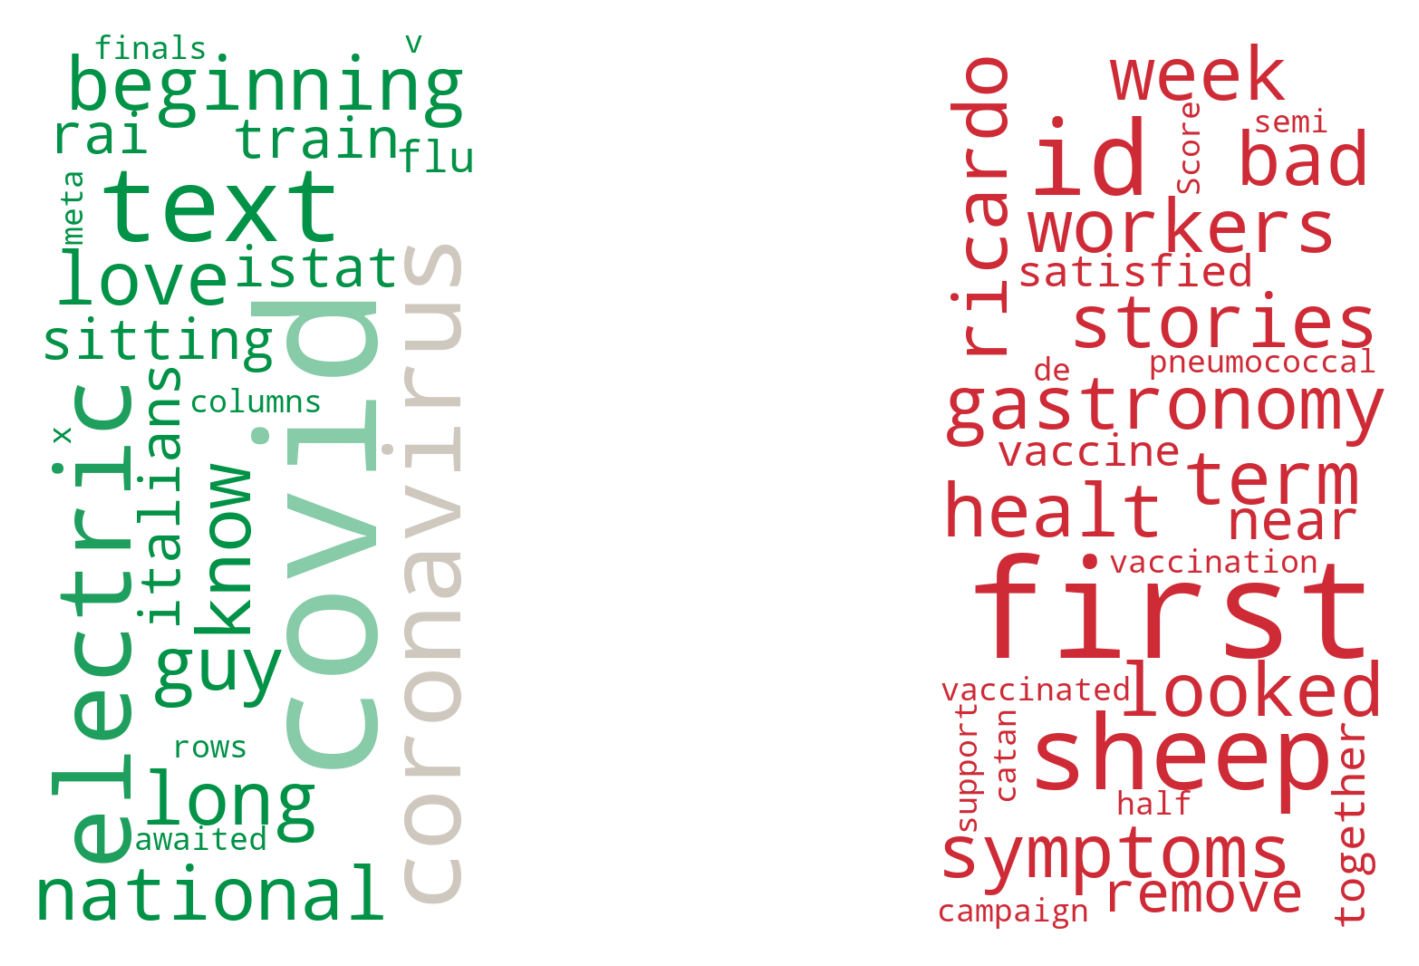 finals
v
beginning
rai
train
flu
meta
text
love
istat
sitting
covid
coronavirus
electric
italians
columns
x
know
guy
rows
long
awaited
national
ricardo
week
id
Score
semi
bad
workers
satisfied
stories
de
pneumococcal
gastronomy
vaccine
term
healt
near
vaccination
first
vaccinated
looked
support
catan
sheep
together
half
symptoms
remove
campaign